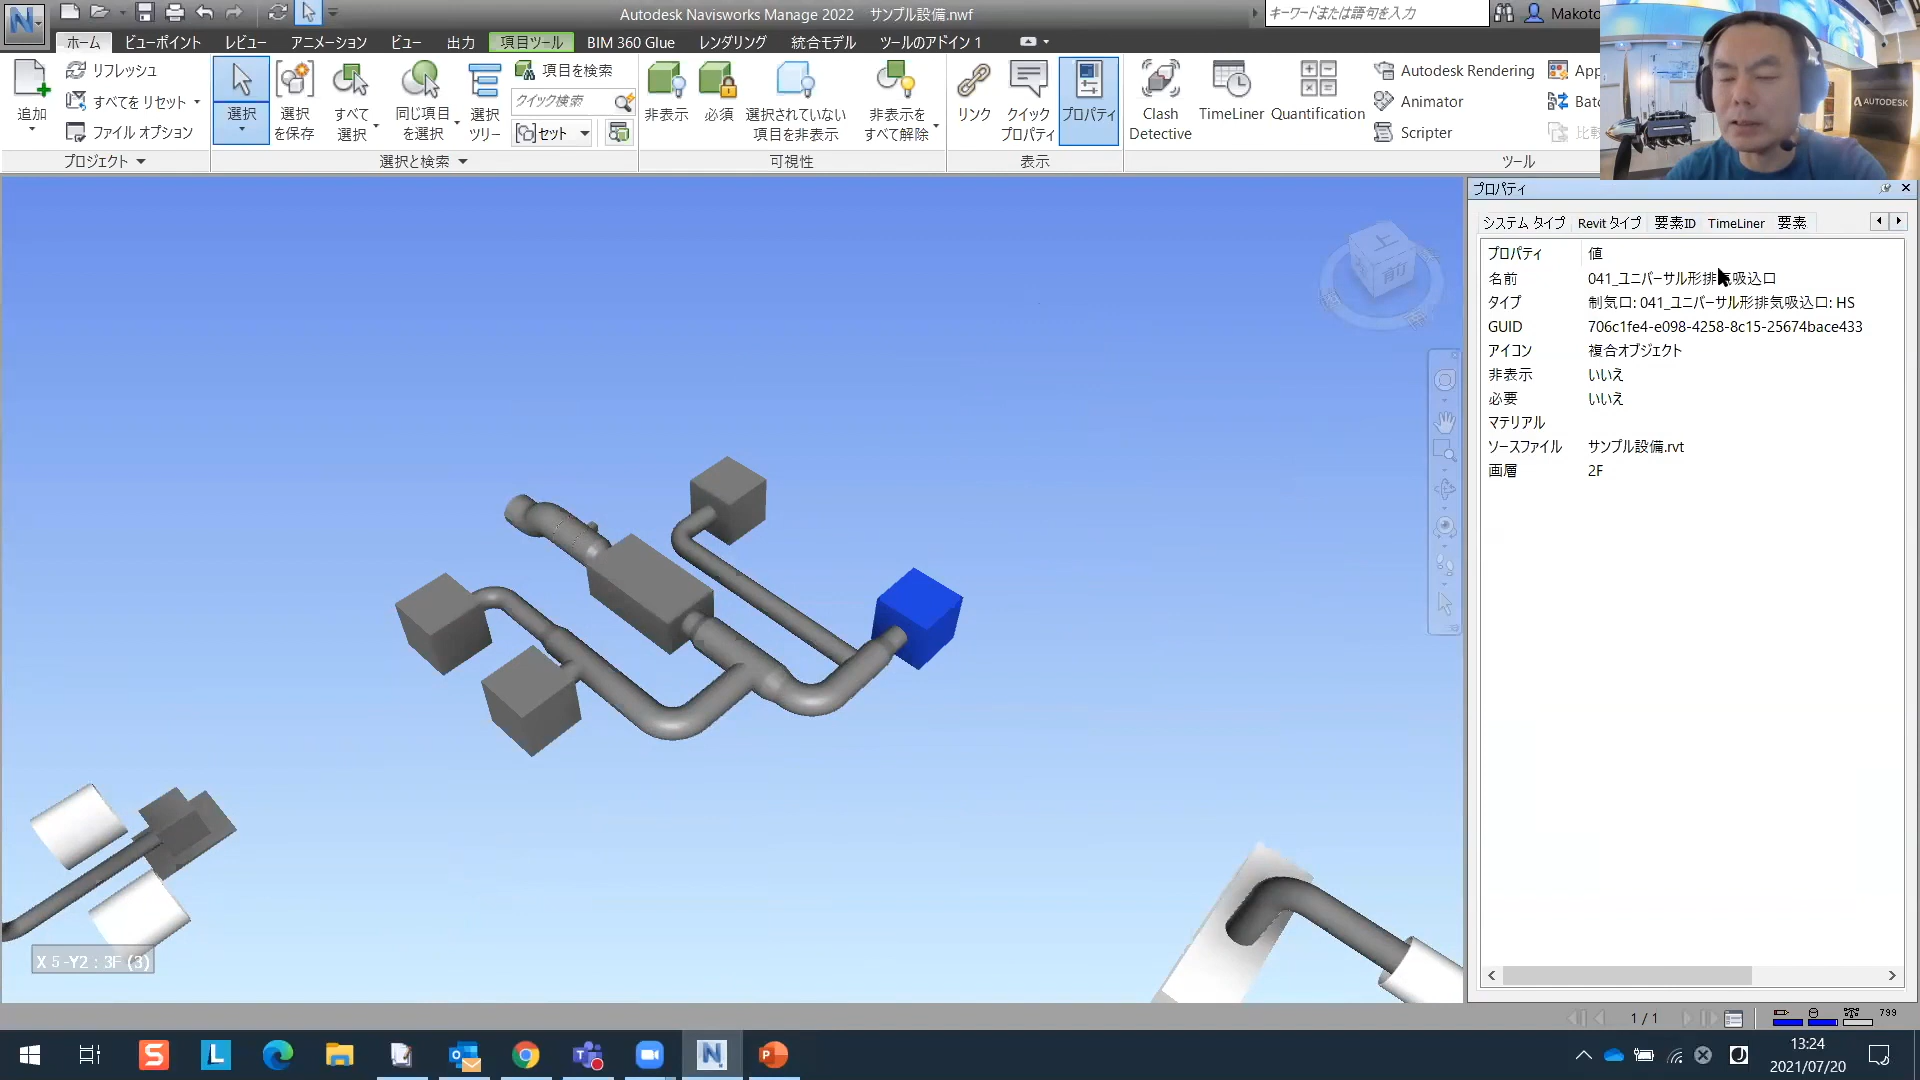 Autodesk Navisworks Manage 2022 サンプル設備.nwf
キーワードまたは語句を入力
Makoto
ホーム ビューポイント レビュー アニメーション ビュー 出力 項目ツール BIM 360 Glue レンダリング 統合モデル ツールのアドイン 1
追加
リフレッシュ
すべてをリセット
ファイル オプション
選択
選択
を保存
すべて
選択
同じ項目
を選択
選択
ツリー
項目を検索
クイック検索
セット
非表示
必須
選択されていない
項目を非表示
非表示を
すべて解除
リンク
クイック
プロパティ
プロパティ
Clash
Detective
TimeLiner
Quantification
Autodesk Rendering
Animator
Scripter
App
Batc
比較
プロジェクト 選択と検索 可視性 表示 ツール
AUTODESK
プロパティ
システム タイプ Revit タイプ 要素ID TimeLiner 要素
プロパティ 値
名前 041_ユニバーサル形排気吸込口
タイプ 制気口: 041_ユニバーサル形排気吸込口: HS
GUID 706c1fe4-e098-4258-8c15-25674bace433
アイコン 複合オブジェクト
非表示 いいえ
必要 いいえ
マテリアル
ソースファイル サンプル設備.rvt
画層 2F
上
前
X 5 -Y2 : 3F (3)
1 / 1
799
13:24
2021/07/20